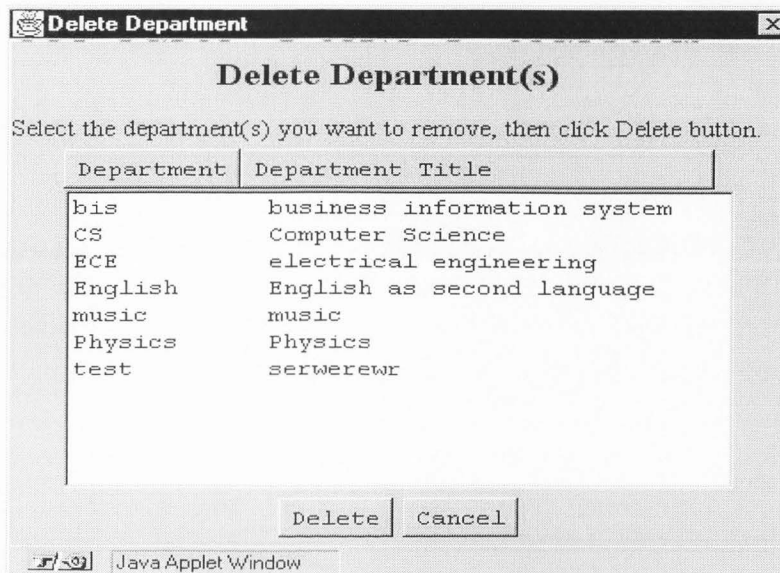 Delete Department
Delete Department(s)
Select the department(s) you want to remove, then click Delete button.
Department Department Title
bis business information system
CS Computer Science
ECE electrical engineering
English English as second language
music music
Physics Physics
test serwerewr
Delete Cancel
Java Applet Window